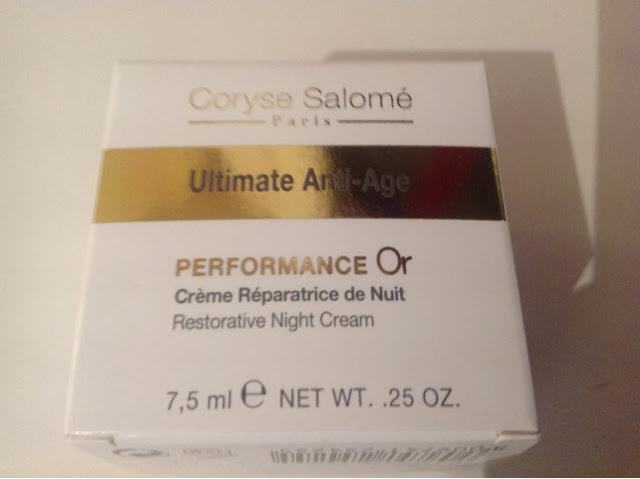 Coryse Salomé
Paris
Ultimate Anti-Age
PERFORMANCE Or
Crème Réparatrice de Nuit
Restorative Night Cream
7,5 ml ℮ NET WT. .25 OZ.